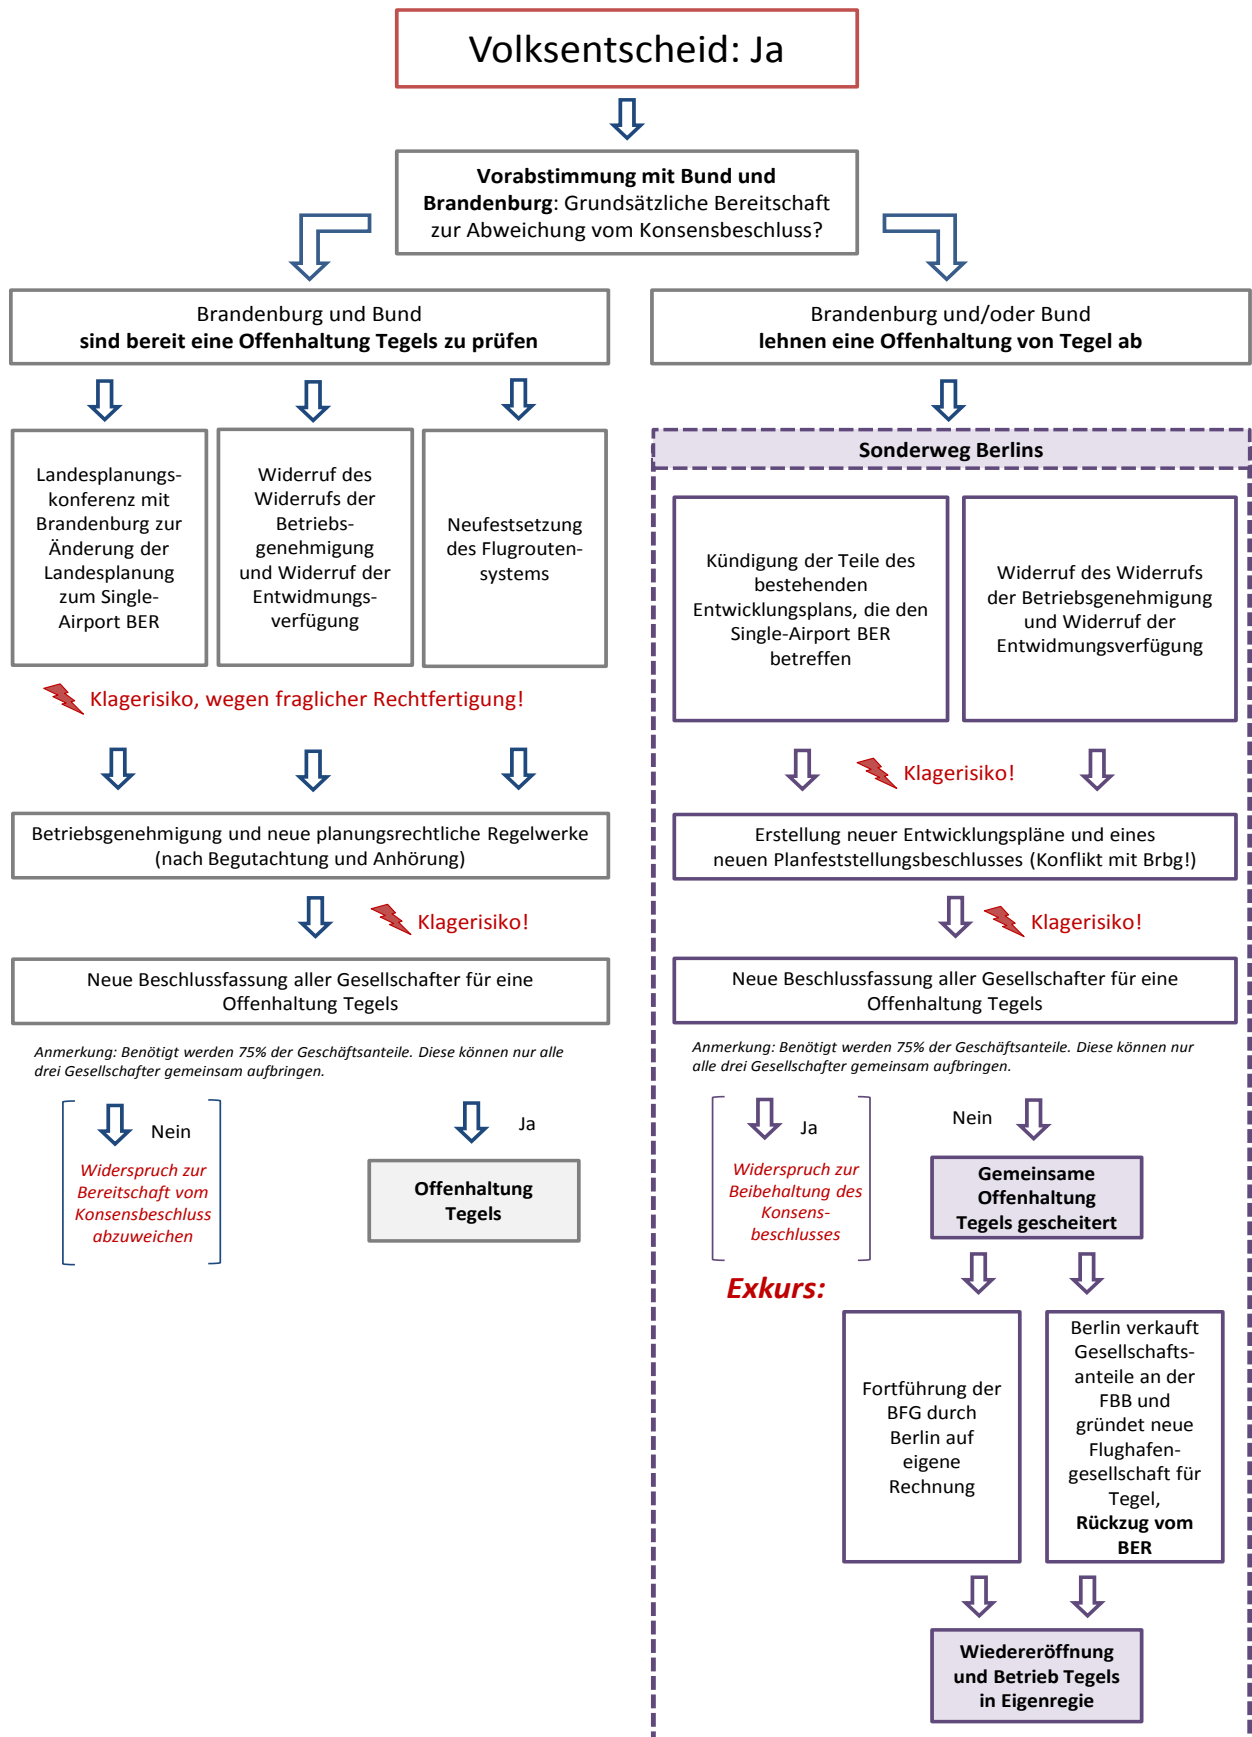 Volksentscheid: Ja
Vorabstimmung mit Bund und
Brandenburg: Grundsätzliche Bereitschaft
zur Abweichung vom Konsensbeschluss?
Brandenburg und Bund
sind bereit eine Offenhaltung Tegels zu prüfen
Brandenburg und/oder Bund
lehnen eine Offenhaltung von Tegel ab
Landesplanungs-
konferenz mit
Brandenburg zur
Änderung der
Landesplanung
zum Single-
Airport BER
Widerruf des
Widerrufs der
Betriebs-
genehmigung
und Widerruf der
Entwidmungs-
verfügung
Neufestsetzung
des Flugrouten-
systems
Klagerisiko, wegen fraglicher Rechtfertigung!
Betriebsgenehmigung und neue planungsrechtliche Regelwerke
(nach Begutachtung und Anhörung)
Klagerisiko!
Neue Beschlussfassung aller Gesellschafter für eine
Offenhaltung Tegels
Anmerkung: Benötigt werden 75% der Geschäftsanteile. Diese können nur alle
drei Gesellschafter gemeinsam aufbringen.
Nein
Widerspruch zur
Bereitschaft vom
Konsensbeschluss
abzuweichen
Ja
Offenhaltung
Tegels
Sonderweg Berlins
Kündigung der Teile des
bestehenden
Entwicklungsplans, die den
Single-Airport BER
betreffen
Widerruf des Widerrufs
der Betriebsgenehmigung
und Widerruf der
Entwidmungsverfügung
Klagerisiko!
Erstellung neuer Entwicklungspläne und eines
neuen Planfeststellungsbeschlusses (Konflikt mit Brbg!)
Klagerisiko!
Neue Beschlussfassung aller Gesellschafter für eine
Offenhaltung Tegels
Anmerkung: Benötigt werden 75% der Geschäftsanteile. Diese können nur
alle drei Gesellschafter gemeinsam aufbringen.
Ja
Widerspruch zur
Beibehaltung des
Konsens-
beschlusses
Nein
Gemeinsame
Offenhaltung
Tegels gescheitert
Exkurs:
Fortführung der
BFG durch
Berlin auf
eigene
Rechnung
Berlin verkauft
Gesellschafts-
anteile an der
FBB und
gründet neue
Flughafen-
gesellschaft für
Tegel,
Rückzug vom
BER
Wiedereröffnung
und Betrieb Tegels
in Eigenregie